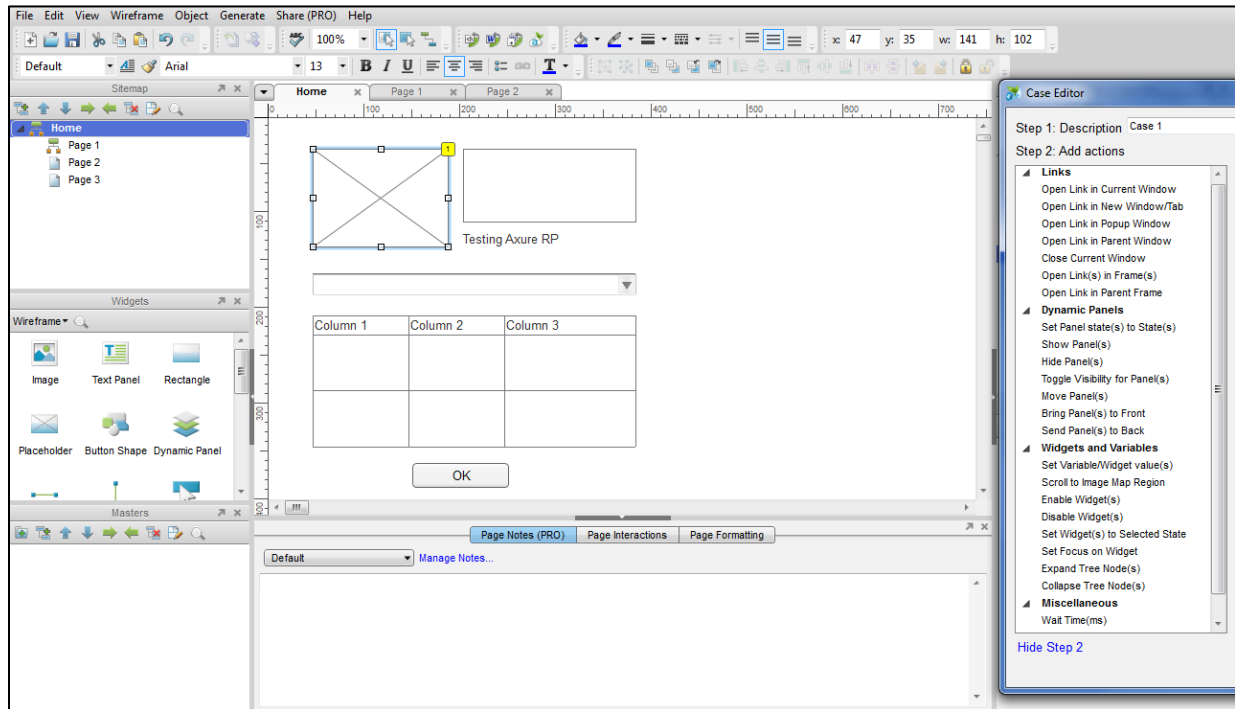 File Edit View Wireframe Object Generate Share (PRO) Help
ABC 100% x: 47 y: 35 w: 141 h: 102
Default Arial 13 B I U T
Sitemap
Home
Page 1
Page 2
Page 3
Widgets
Wireframe
Image Text Panel Rectangle
Placeholder Button Shape Dynamic Panel
Masters
Home Page 1 Page 2
0 100 200 300 400 500 600 700
100
200
300
400
1
Testing Axure RP
Column 1 Column 2 Column 3
OK
Page Notes (PRO) Page Interactions Page Formatting
Default Manage Notes...
Case Editor
Step 1: Description Case 1
Step 2: Add actions
Links
Open Link in Current Window
Open Link in New Window/Tab
Open Link in Popup Window
Open Link in Parent Window
Close Current Window
Open Link(s) in Frame(s)
Open Link in Parent Frame
Dynamic Panels
Set Panel state(s) to State(s)
Show Panel(s)
Hide Panel(s)
Toggle Visibility for Panel(s)
Move Panel(s)
Bring Panel(s) to Front
Send Panel(s) to Back
Widgets and Variables
Set Variable/Widget value(s)
Scroll to Image Map Region
Enable Widget(s)
Disable Widget(s)
Set Widget(s) to Selected State
Set Focus on Widget
Expand Tree Node(s)
Collapse Tree Node(s)
Miscellaneous
Wait Time(ms)
Hide Step 2